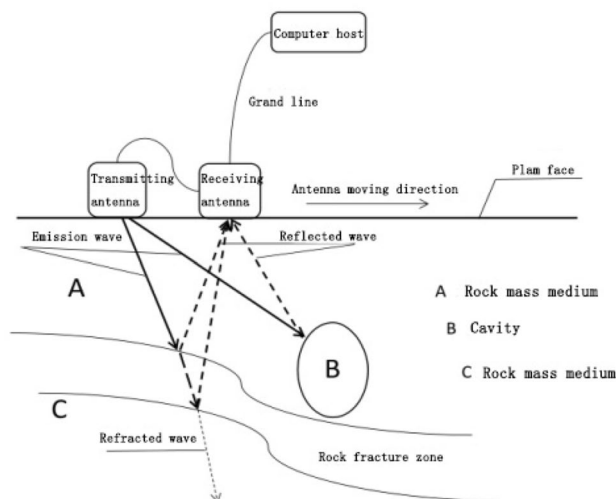 Computer host
Grand line
Transmitting
antenna
Receiving
antenna
Antenna moving direction
Plam face
Emission wave
Reflected wave
A
A Rock mass medium
B Cavity
B
C Rock mass medium
C
Refracted wave
Rock fracture zone